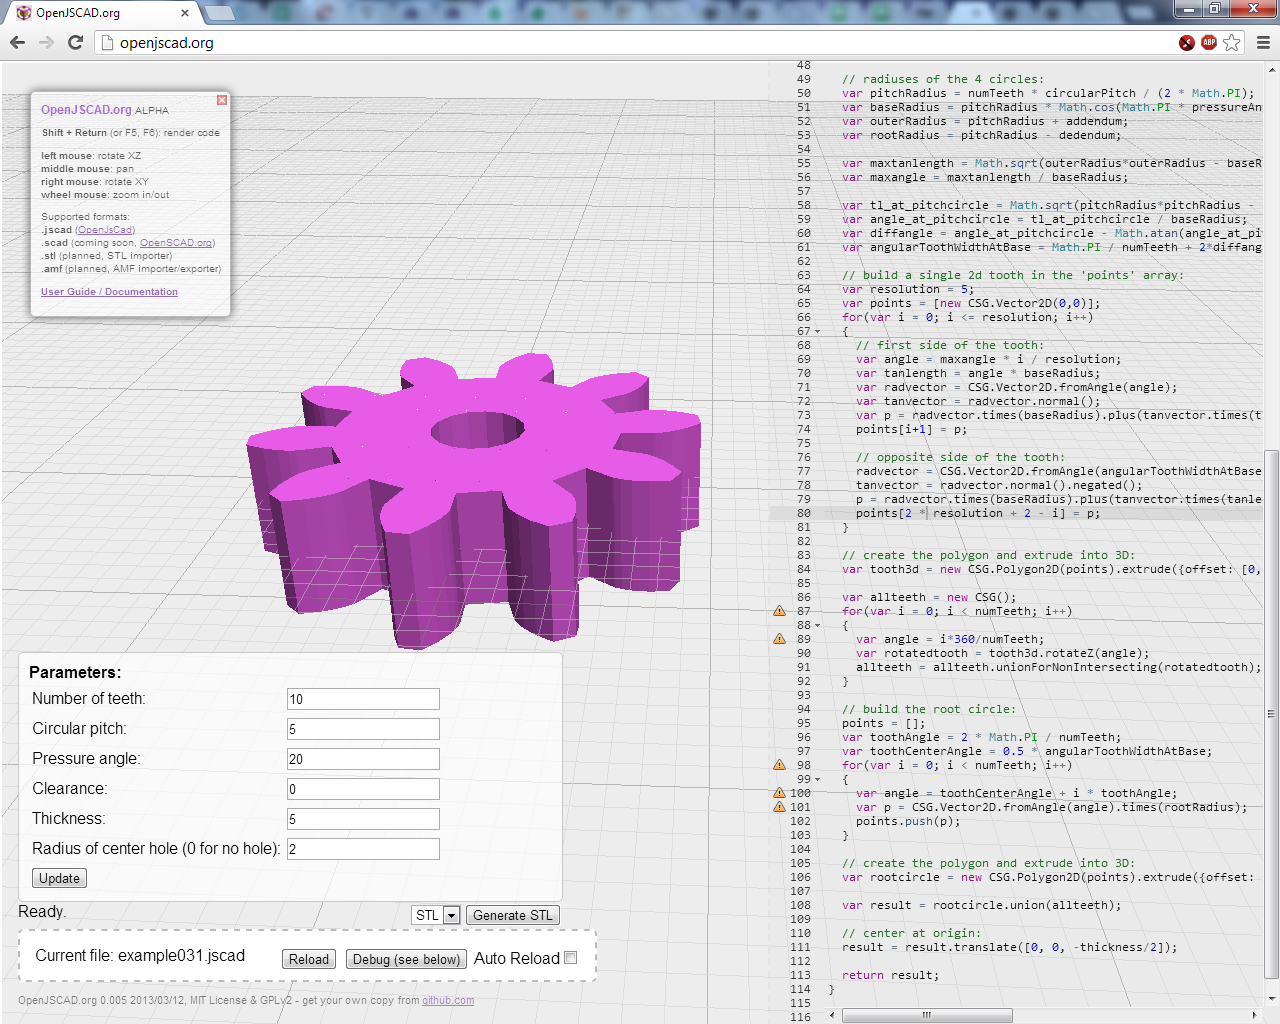 OpenJSCAD.org
openjscad.org
ABP
OpenJSCAD.org ALPHA
Shift + Return (or F5, F6): render code
left mouse: rotate XZ
middle mouse: pan
right mouse: rotate XY
wheel mouse: zoom in/out
Supported formats:
.jscad (OpenJsCad)
.scad (coming soon, OpenSCAD.org)
.stl (planned, STL importer)
.amf (planned, AMF importer/exporter)
User Guide / Documentation
Parameters:
Number of teeth: 10
Circular pitch: 5
Pressure angle: 20
Clearance: 0
Thickness: 5
Radius of center hole (0 for no hole): 2
Update
Ready.
STL Generate STL
Current file: example031.jscad Reload Debug (see below) Auto Reload
OpenJSCAD.org 0.005 2013/03/12, MIT License & GPLv2 - get your own copy from github.com
48
49 // radiuses of the 4 circles:
50 var pitchRadius = numTeeth * circularPitch / (2 * Math.PI);
51 var baseRadius = pitchRadius * Math.cos(Math.PI * pressureAn
52 var outerRadius = pitchRadius + addendum;
53 var rootRadius = pitchRadius - dedendum;
54
55 var maxtanlength = Math.sqrt(outerRadius*outerRadius - baseR
56 var maxangle = maxtanlength / baseRadius;
57
58 var tl_at_pitchcircle = Math.sqrt(pitchRadius*pitchRadius -
59 var angle_at_pitchcircle = tl_at_pitchcircle / baseRadius;
60 var diffangle = angle_at_pitchcircle - Math.atan(angle_at_pi
61 var angularToothWidthAtBase = Math.PI / numTeeth + 2*diffang
62
63 // build a single 2d tooth in the 'points' array:
64 var resolution = 5;
65 var points = [new CSG.Vector2D(0,0)];
66 for(var i = 0; i <= resolution; i++)
67 {
68 // first side of the tooth:
69 var angle = maxangle * i / resolution;
70 var tanlength = angle * baseRadius;
71 var radvector = CSG.Vector2D.fromAngle(angle);
72 var tanvector = radvector.normal();
73 var p = radvector.times(baseRadius).plus(tanvector.times(t
74 points[i+1] = p;
75
76 // opposite side of the tooth:
77 radvector = CSG.Vector2D.fromAngle(angularToothWidthAtBase
78 tanvector = radvector.normal().negated();
79 p = radvector.times(baseRadius).plus(tanvector.times(tanle
80 points[2 * resolution + 2 - i] = p;
81 }
82
83 // create the polygon and extrude into 3D:
84 var tooth3d = new CSG.Polygon2D(points).extrude({offset: [0,
85
86 var allteeth = new CSG();
87 for(var i = 0; i < numTeeth; i++)
88 {
89 var angle = i*360/numTeeth;
90 var rotatedtooth = tooth3d.rotateZ(angle);
91 allteeth = allteeth.unionForNonIntersecting(rotatedtooth);
92 }
93
94 // build the root circle:
95 points = [];
96 var toothAngle = 2 * Math.PI / numTeeth;
97 var toothCenterAngle = 0.5 * angularToothWidthAtBase;
98 for(var i = 0; i < numTeeth; i++)
99 {
100 var angle = toothCenterAngle + i * toothAngle;
101 var p = CSG.Vector2D.fromAngle(angle).times(rootRadius);
102 points.push(p);
103 }
104
105 // create the polygon and extrude into 3D:
106 var rootcircle = new CSG.Polygon2D(points).extrude({offset:
107
108 var result = rootcircle.union(allteeth);
109
110 // center at origin:
111 result = result.translate([0, 0, -thickness/2]);
112
113 return result;
114 }
115
116